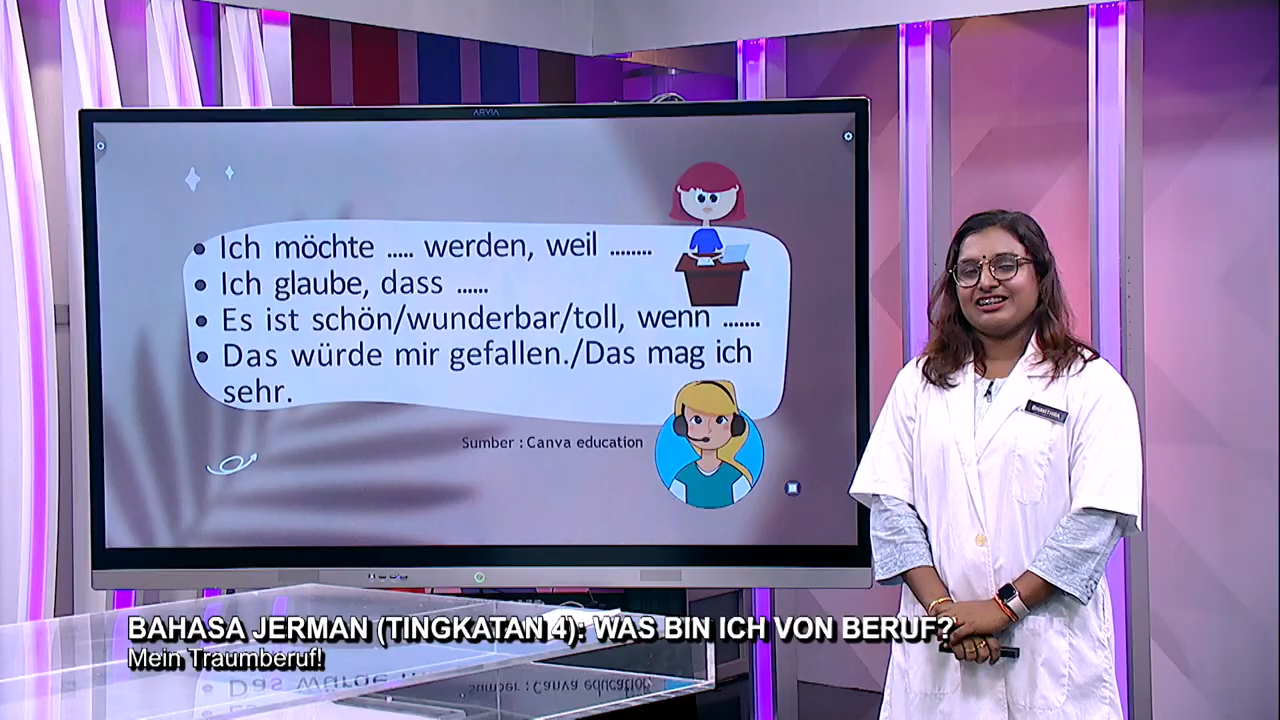 ARVIA
• Ich möchte ..... werden, weil ........
• Ich glaube, dass ......
• Es ist schön/wunderbar/toll, wenn .......
• Das würde mir gefallen./Das mag ich
sehr.
Sumber : Canva education
BAHASA JERMAN (TINGKATAN 4): WAS BIN ICH VON BERUF?
Mein Traumberuf!